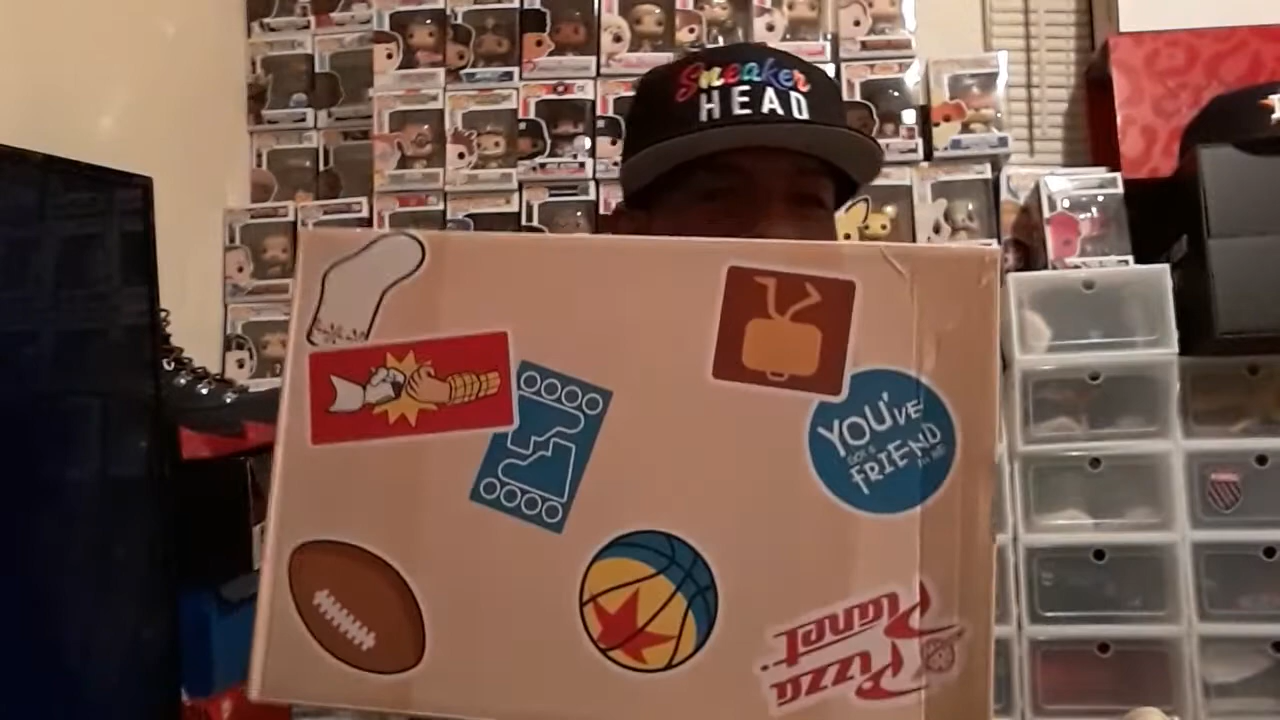 Sneaker
HEAD
YOU'VE
GOT A
FRIEND
IN ME
Pizza
Planet